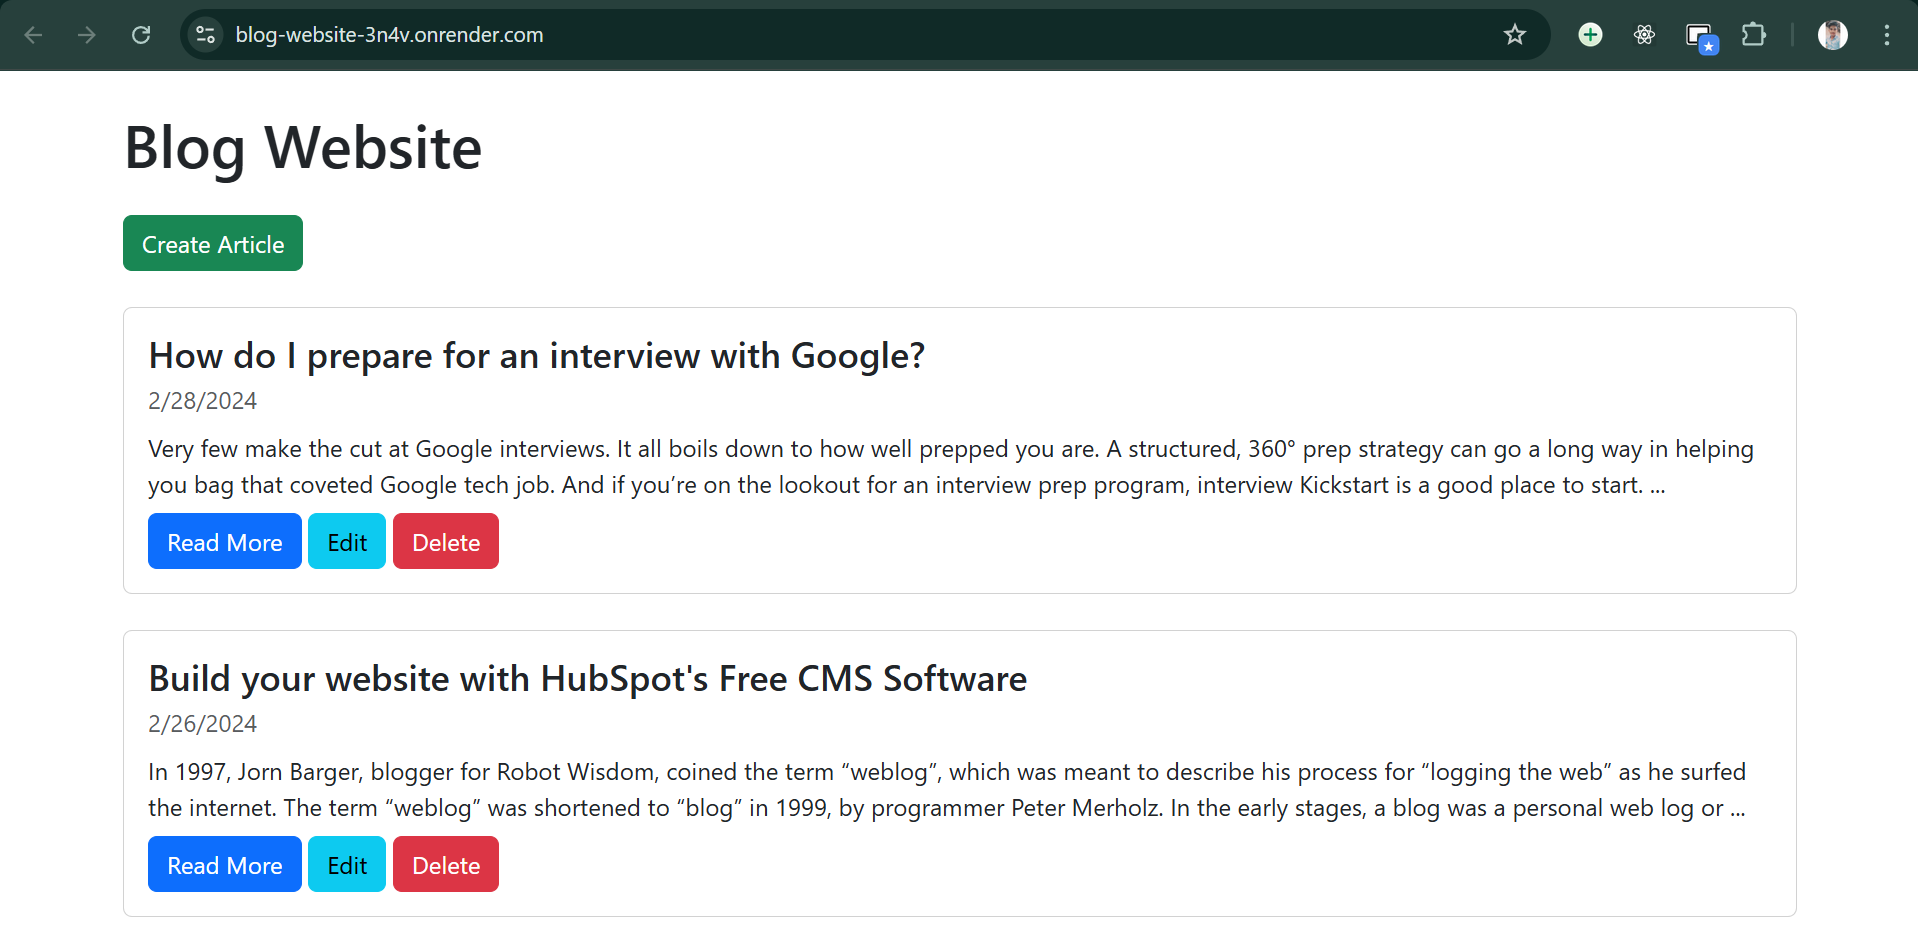 blog-website-3n4v.onrender.com
Blog Website
Create Article
How do I prepare for an interview with Google?
2/28/2024
Very few make the cut at Google interviews. It all boils down to how well prepped you are. A structured, 360° prep strategy can go a long way in helping
you bag that coveted Google tech job. And if you’re on the lookout for an interview prep program, interview Kickstart is a good place to start. ...
Read More Edit Delete
Build your website with HubSpot's Free CMS Software
2/26/2024
In 1997, Jorn Barger, blogger for Robot Wisdom, coined the term “weblog”, which was meant to describe his process for “logging the web” as he surfed
the internet. The term “weblog” was shortened to “blog” in 1999, by programmer Peter Merholz. In the early stages, a blog was a personal web log or ...
Read More Edit Delete